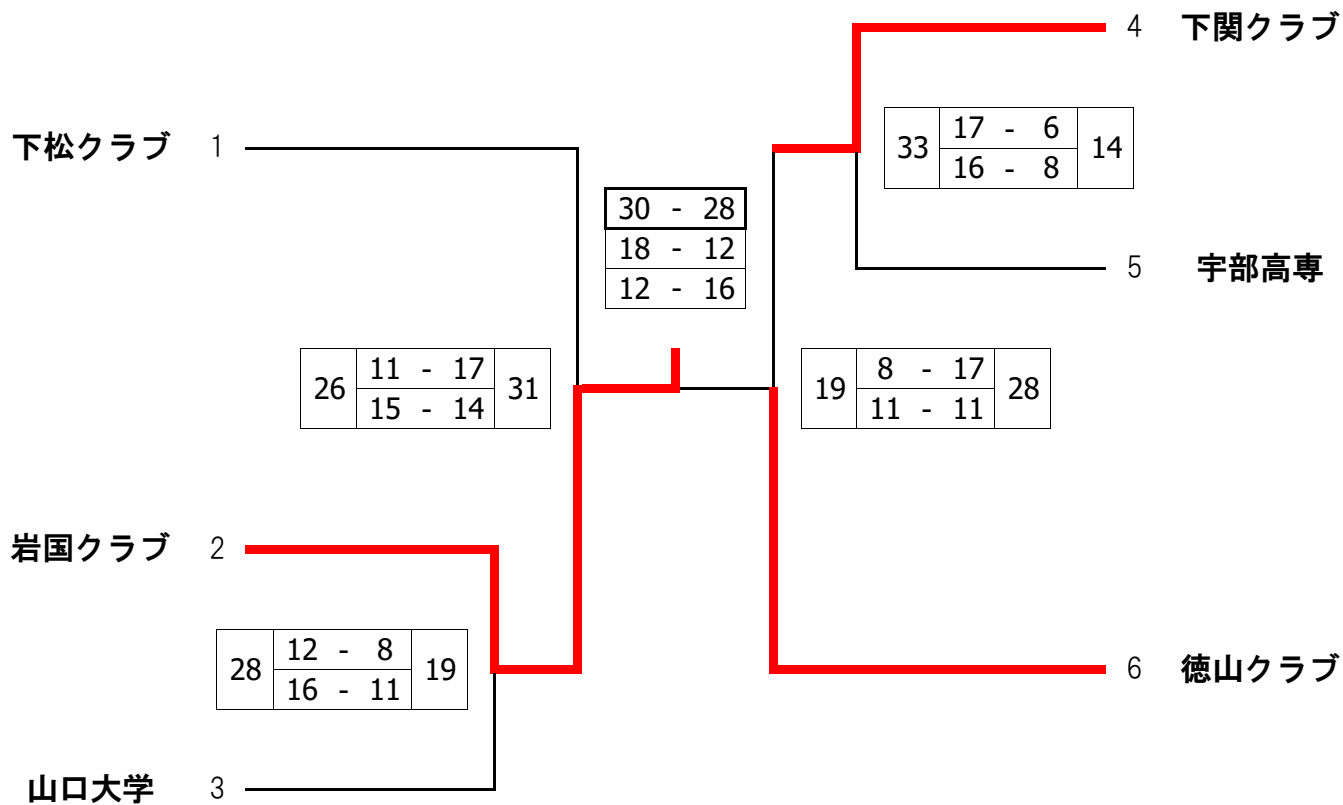 4 下関クラブ
下松クラブ 1
33 17 - 6 14
16 - 8
30 - 28
18 - 12
12 - 16
5 宇部高専
26 11 - 17 31
15 - 14
19 8 - 17 28
11 - 11
岩国クラブ 2
28 12 - 8 19
16 - 11
6 徳山クラブ
山口大学 3